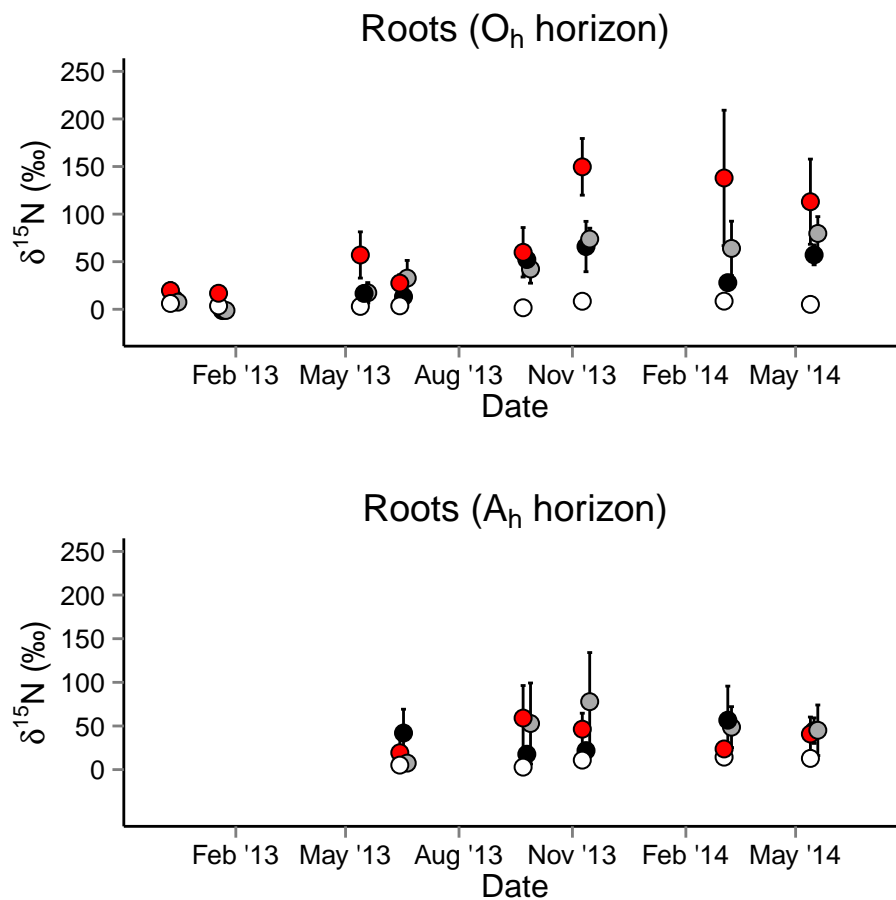 Roots (Oh horizon)
250
200
150
100
50
0
δ15N (‰)
Feb '13 May '13 Aug '13 Nov '13 Feb '14 May '14
Date
Roots (Ah horizon)
250
200
150
100
50
0
δ15N (‰)
Feb '13 May '13 Aug '13 Nov '13 Feb '14 May '14
Date